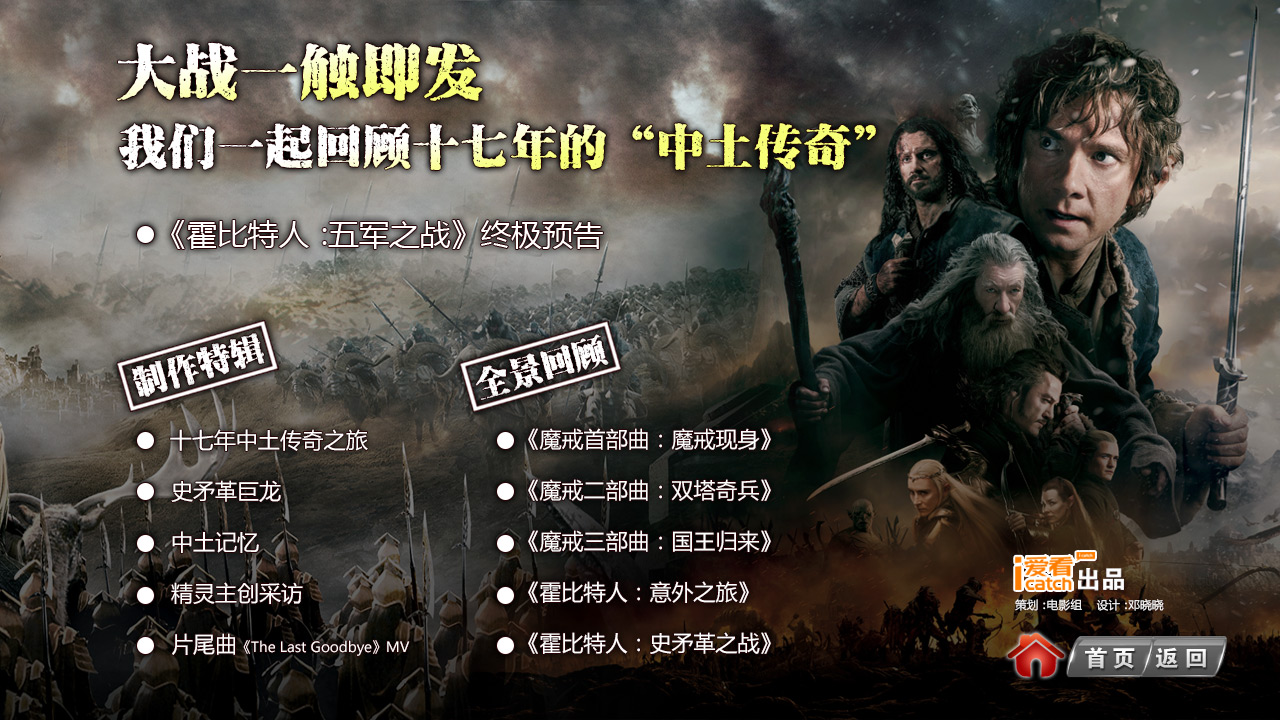 大战一触即发
我们一起回顾十七年的“中土传奇”
●《霍比特人 :五军之战》终极预告
制作特辑
● 十七年中土传奇之旅
● 史矛革巨龙
● 中土记忆
● 精灵主创采访
● 片尾曲《The Last Goodbye》MV
全景回顾
●《魔戒首部曲：魔戒现身》
●《魔戒二部曲：双塔奇兵》
●《魔戒三部曲：国王归来》
●《霍比特人：意外之旅》
●《霍比特人：史矛革之战》
i爱看 catch 出品
策划 :电影组 设计 :邓晓晓
首页 返回